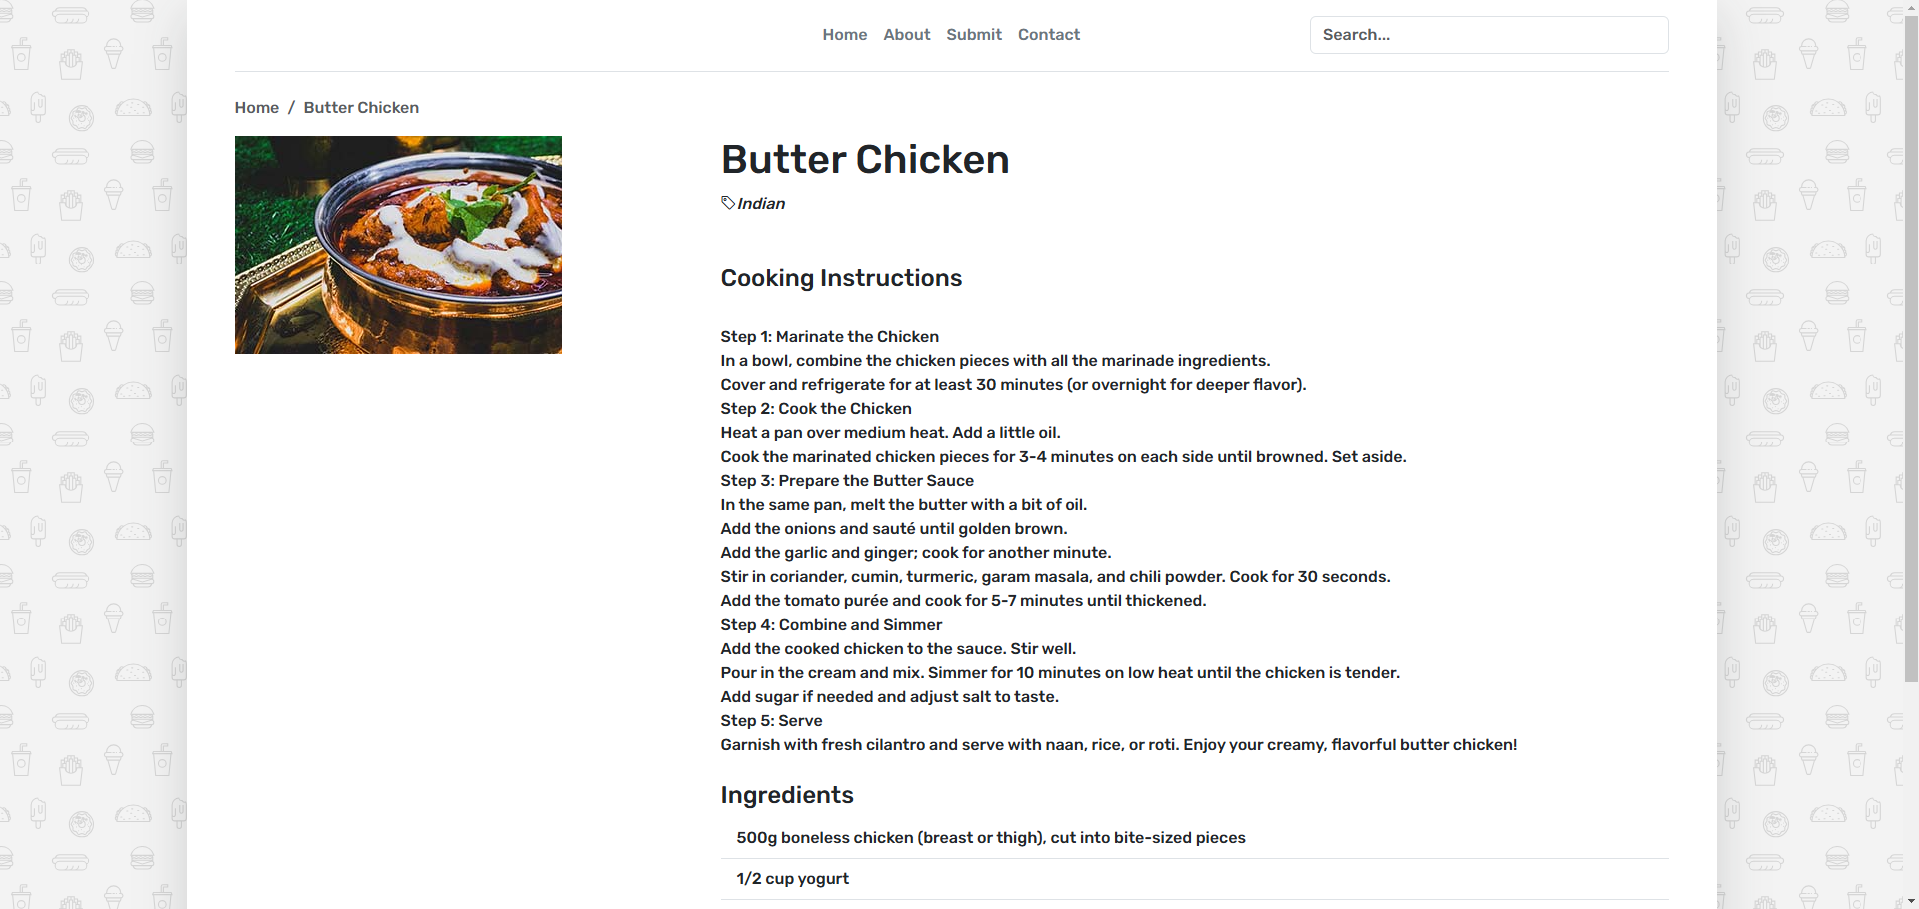 Home About Submit Contact Search...
Home / Butter Chicken
Butter Chicken
Indian
Cooking Instructions
Step 1: Marinate the Chicken
In a bowl, combine the chicken pieces with all the marinade ingredients.
Cover and refrigerate for at least 30 minutes (or overnight for deeper flavor).
Step 2: Cook the Chicken
Heat a pan over medium heat. Add a little oil.
Cook the marinated chicken pieces for 3-4 minutes on each side until browned. Set aside.
Step 3: Prepare the Butter Sauce
In the same pan, melt the butter with a bit of oil.
Add the onions and sauté until golden brown.
Add the garlic and ginger; cook for another minute.
Stir in coriander, cumin, turmeric, garam masala, and chili powder. Cook for 30 seconds.
Add the tomato purée and cook for 5-7 minutes until thickened.
Step 4: Combine and Simmer
Add the cooked chicken to the sauce. Stir well.
Pour in the cream and mix. Simmer for 10 minutes on low heat until the chicken is tender.
Add sugar if needed and adjust salt to taste.
Step 5: Serve
Garnish with fresh cilantro and serve with naan, rice, or roti. Enjoy your creamy, flavorful butter chicken!
Ingredients
500g boneless chicken (breast or thigh), cut into bite-sized pieces
1/2 cup yogurt